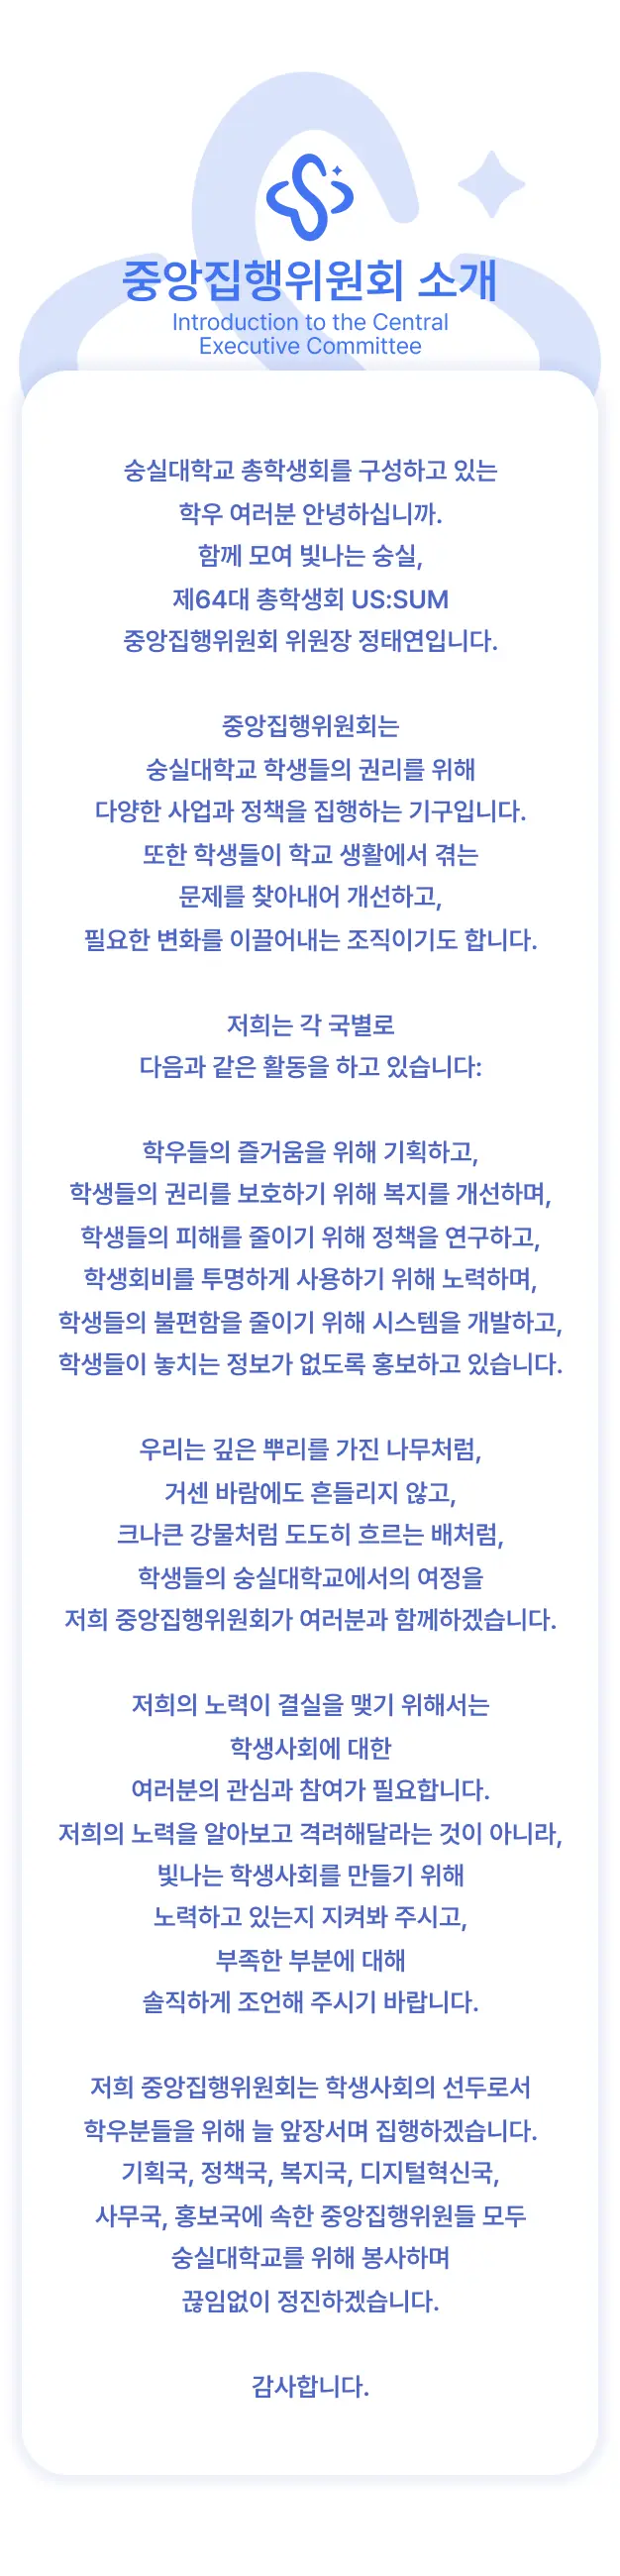 중앙집행위원회 소개
Introduction to the Central
Executive Committee
숭실대학교 총학생회를 구성하고 있는
학우 여러분 안녕하십니까.
함께 모여 빛나는 숭실,
제64대 총학생회 US:SUM
중앙집행위원회 위원장 정태연입니다.
중앙집행위원회는
숭실대학교 학생들의 권리를 위해
다양한 사업과 정책을 집행하는 기구입니다.
또한 학생들이 학교 생활에서 겪는
문제를 찾아내어 개선하고,
필요한 변화를 이끌어내는 조직이기도 합니다.
저희는 각 국별로
다음과 같은 활동을 하고 있습니다:
학우들의 즐거움을 위해 기획하고,
학생들의 권리를 보호하기 위해 복지를 개선하며,
학생들의 피해를 줄이기 위해 정책을 연구하고,
학생회비를 투명하게 사용하기 위해 노력하며,
학생들의 불편함을 줄이기 위해 시스템을 개발하고,
학생들이 놓치는 정보가 없도록 홍보하고 있습니다.
우리는 깊은 뿌리를 가진 나무처럼,
거센 바람에도 흔들리지 않고,
크나큰 강물처럼 도도히 흐르는 배처럼,
학생들의 숭실대학교에서의 여정을
저희 중앙집행위원회가 여러분과 함께하겠습니다.
저희의 노력이 결실을 맺기 위해서는
학생사회에 대한
여러분의 관심과 참여가 필요합니다.
저희의 노력을 알아보고 격려해달라는 것이 아니라,
빛나는 학생사회를 만들기 위해
노력하고 있는지 지켜봐 주시고,
부족한 부분에 대해
솔직하게 조언해 주시기 바랍니다.
저희 중앙집행위원회는 학생사회의 선두로서
학우분들을 위해 늘 앞장서며 집행하겠습니다.
기획국, 정책국, 복지국, 디지털혁신국,
사무국, 홍보국에 속한 중앙집행위원들 모두
숭실대학교를 위해 봉사하며
끊임없이 정진하겠습니다.
감사합니다.